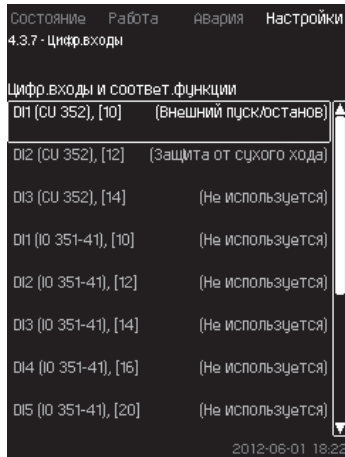 Состояние Работа Авария Настройки
4.3.7 - Цифр.входы
Цифр.входы и соответ.функции
DI1 (CU 352), [10] (Внешний пуск/останов)
DI2 (CU 352), [12] (Защита от сухого хода)
DI3 (CU 352), [14] (Не используется)
DI1 (IO 351-41), [10] (Не используется)
DI2 (IO 351-41), [12] (Не используется)
DI3 (IO 351-41), [14] (Не используется)
DI4 (IO 351-41), [16] (Не используется)
DI5 (IO 351-41), [20] (Не используется)
2012-06-01 18:22